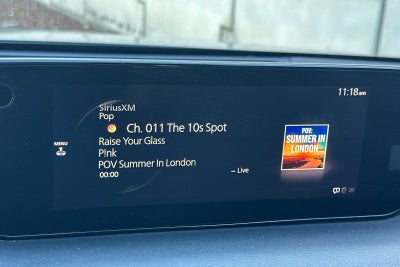 11:18am
SiriusXM
Pop
Ch. 011 The 10s Spot
MENU
Raise Your Glass
P!nk
POV Summer In London
00:00
– Live
POV:
SUMMER IN
LONDON